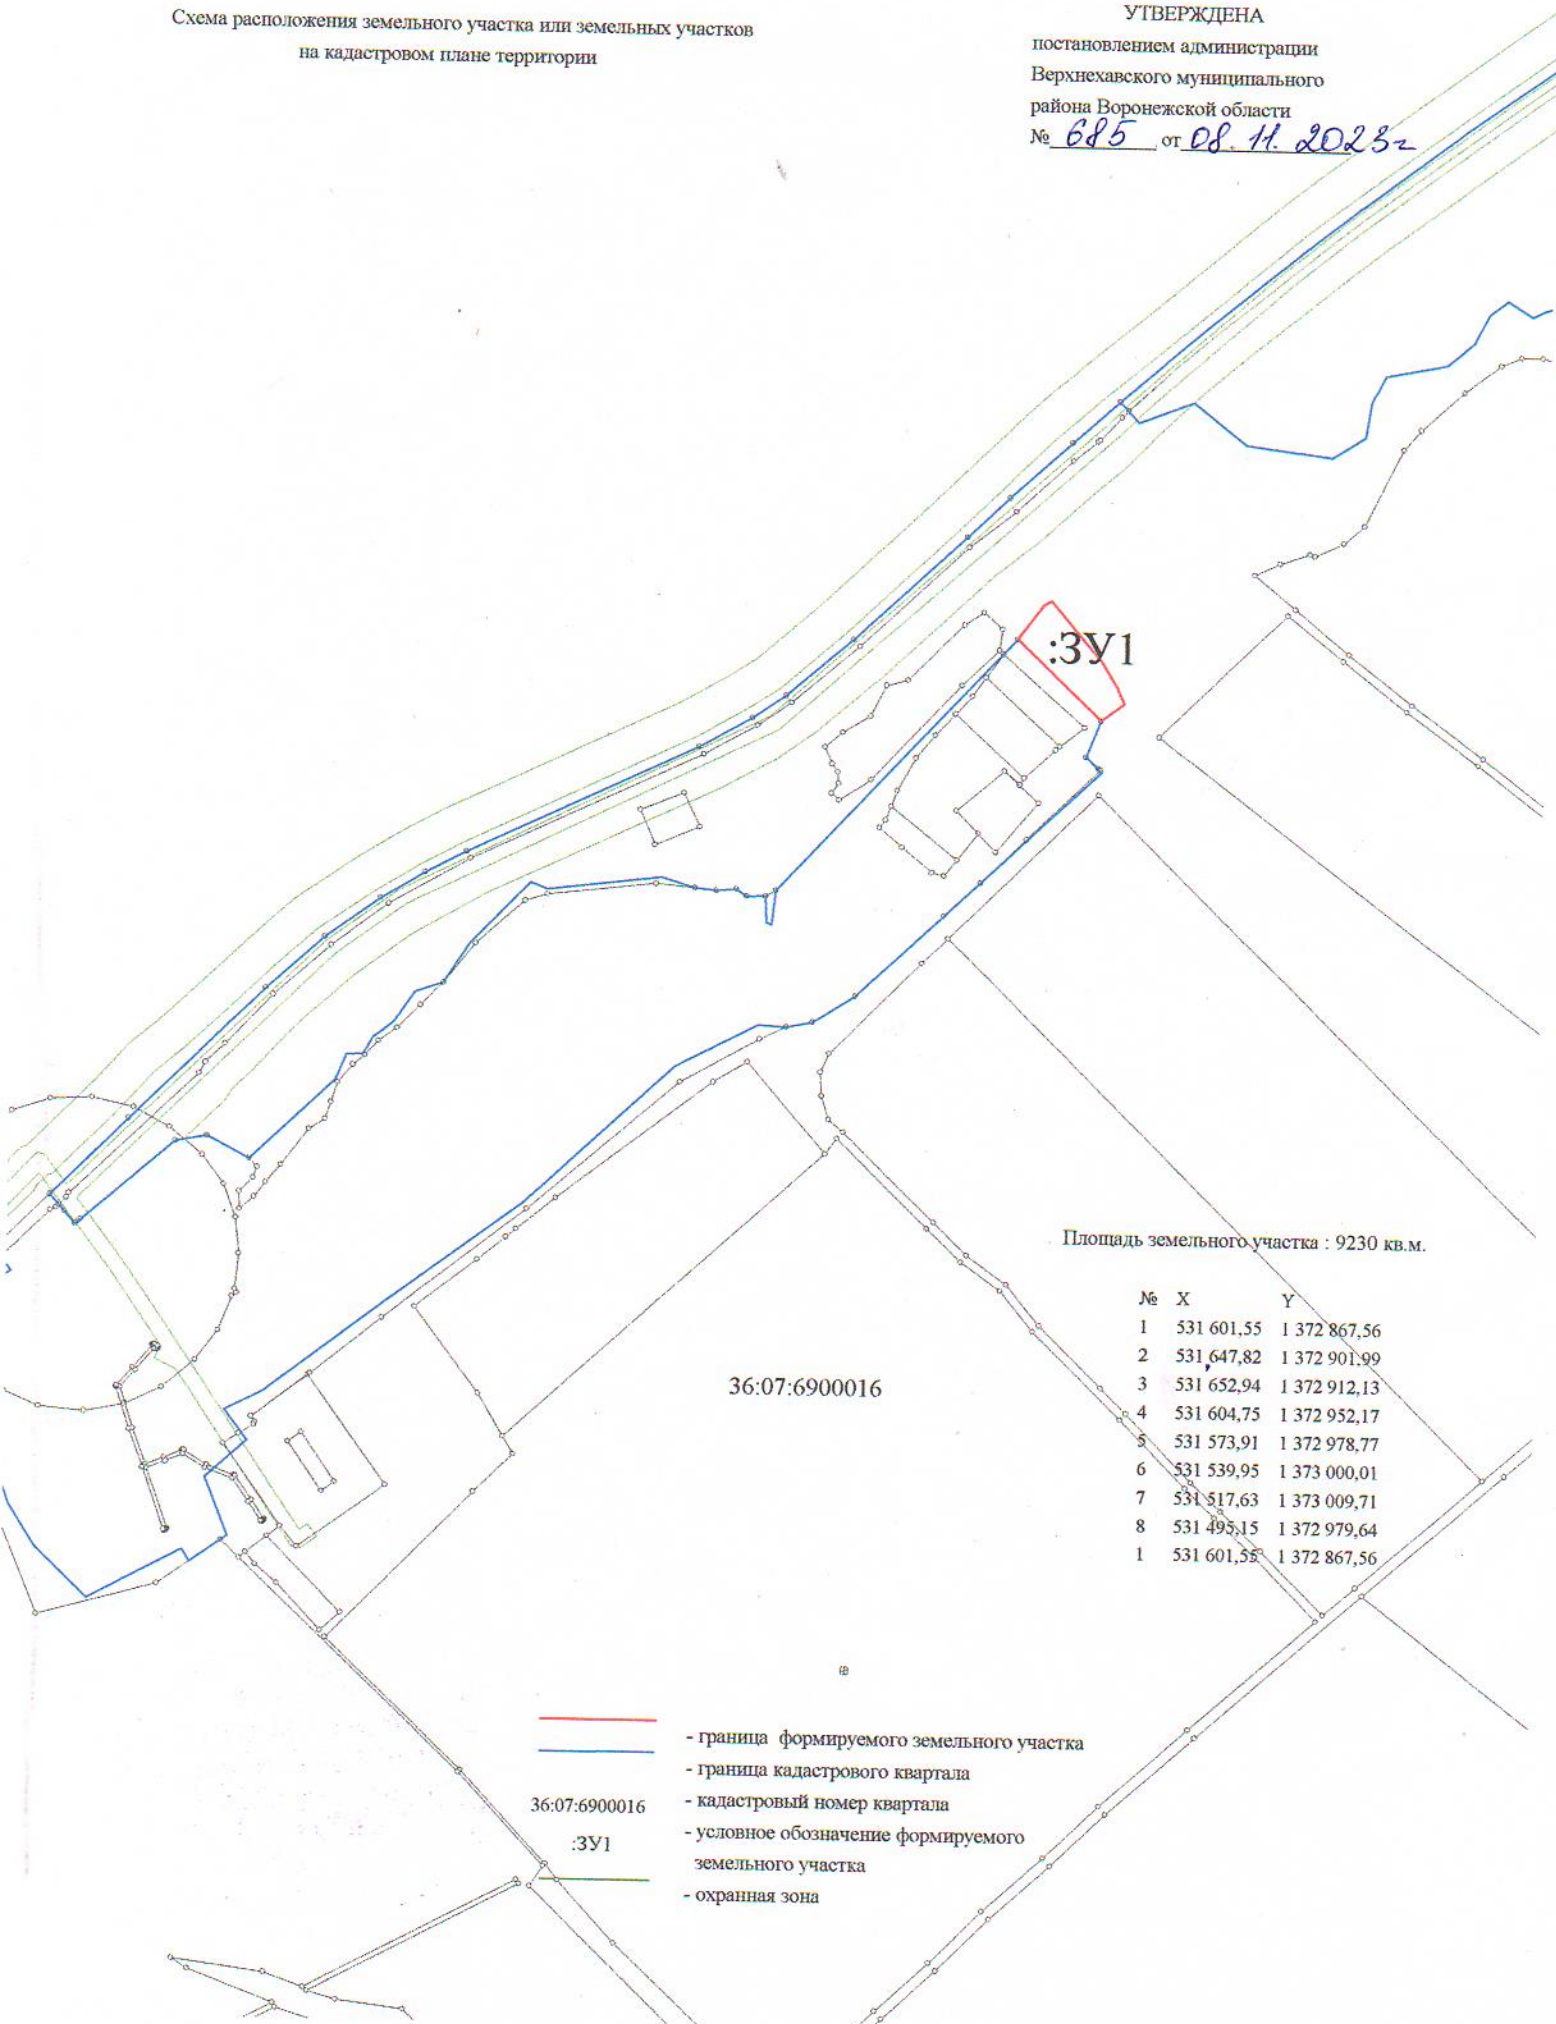 Схема расположения земельного участка или земельных участков
на кадастровом плане территории
УТВЕРЖДЕНА
постановлением администрации
Верхнехавского муниципального
района Воронежской области
№ 685 от 08.11.2023г
:ЗУ1
Площадь земельного участка : 9230 кв.м.
№ X Y
1 531 601,55 1 372 867,56
2 531 647,82 1 372 901,99
3 531 652,94 1 372 912,13
4 531 604,75 1 372 952,17
5 531 573,91 1 372 978,77
6 531 539,95 1 373 000,01
7 531 517,63 1 373 009,71
8 531 495,15 1 372 979,64
1 531 601,55 1 372 867,56
36:07:6900016
- граница формируемого земельного участка
- граница кадастрового квартала
36:07:6900016 - кадастровый номер квартала
:ЗУ1 - условное обозначение формируемого
земельного участка
- охранная зона